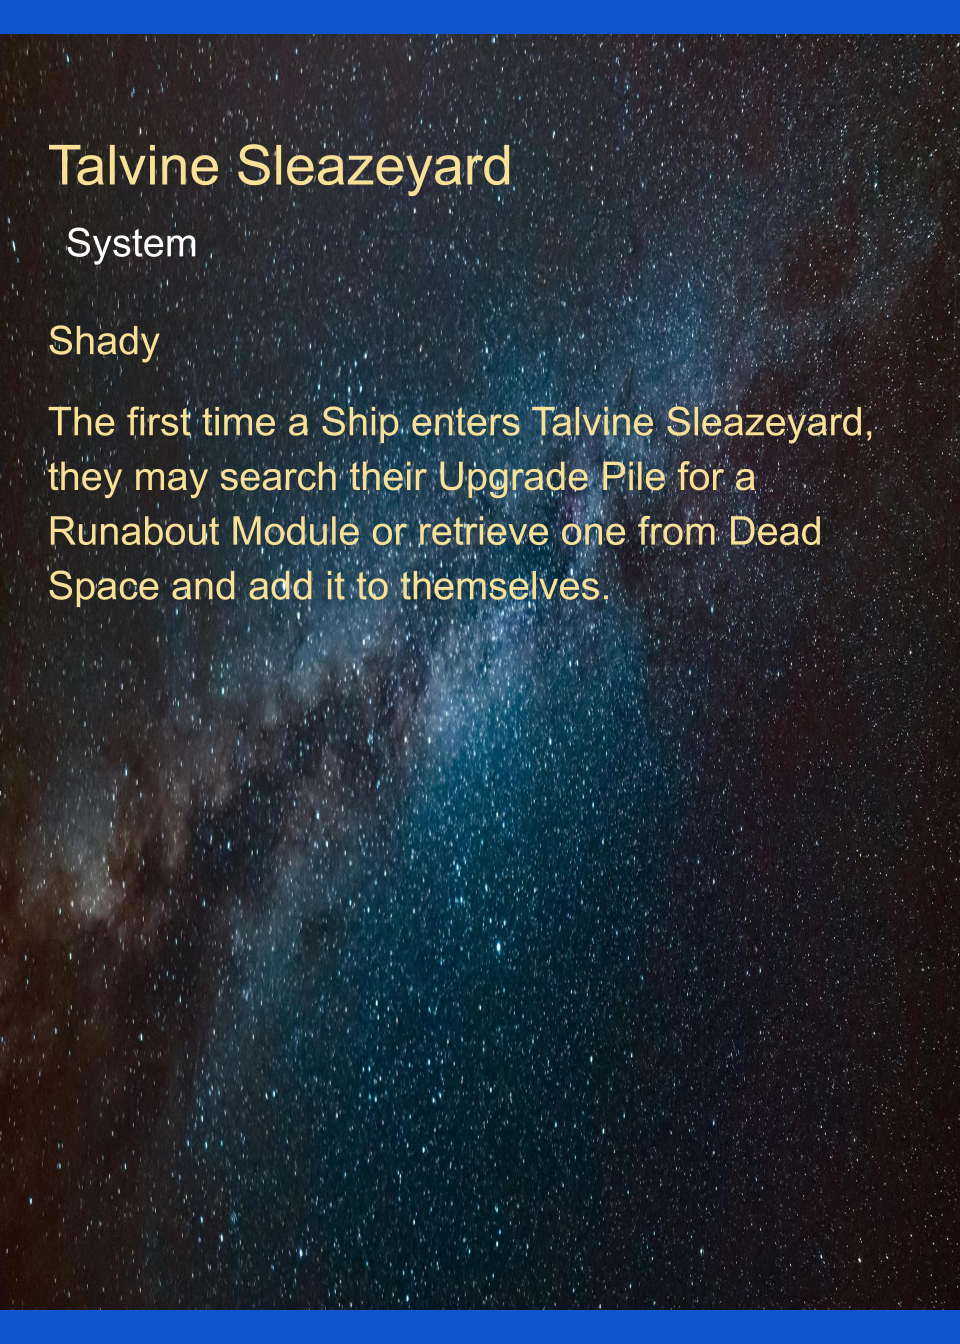 Talvine Sleazeyard
System
Shady
The first time a Ship enters Talvine Sleazeyard,
they may search their Upgrade Pile for a
Runabout Module or retrieve one from Dead
Space and add it to themselves.